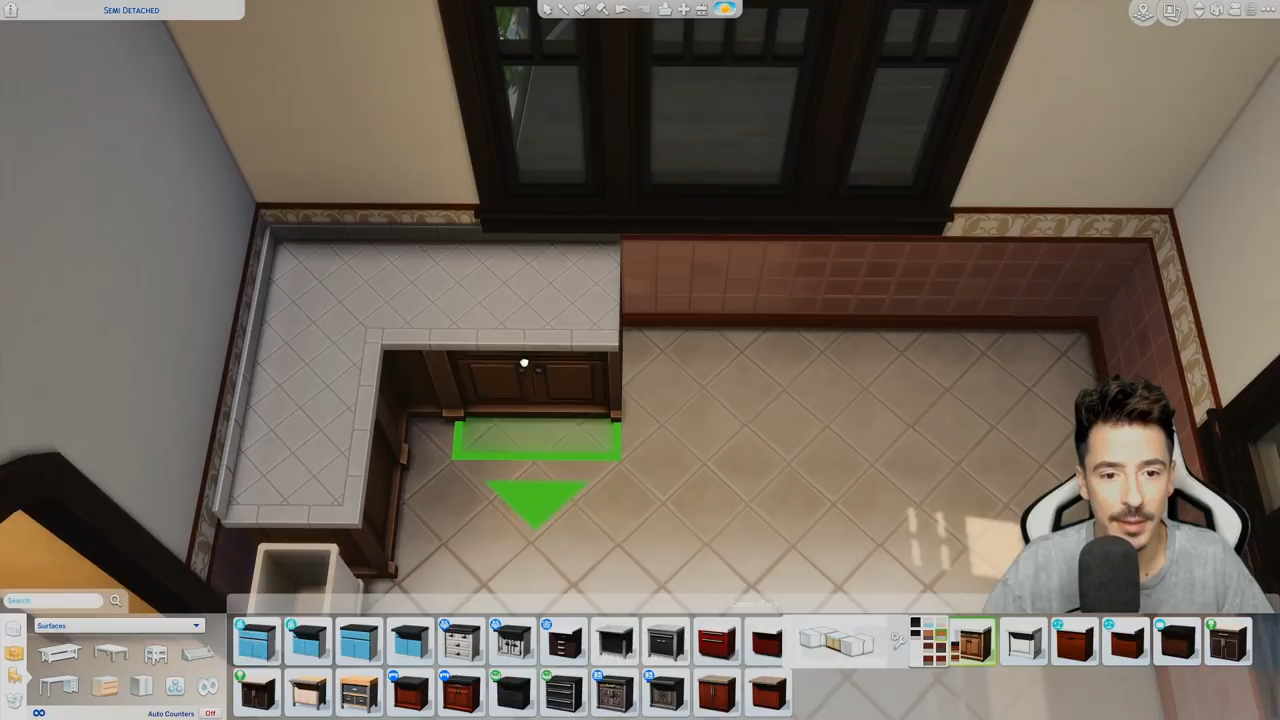 SEMI DETACHED
Search
Surfaces
Auto Counters
Off